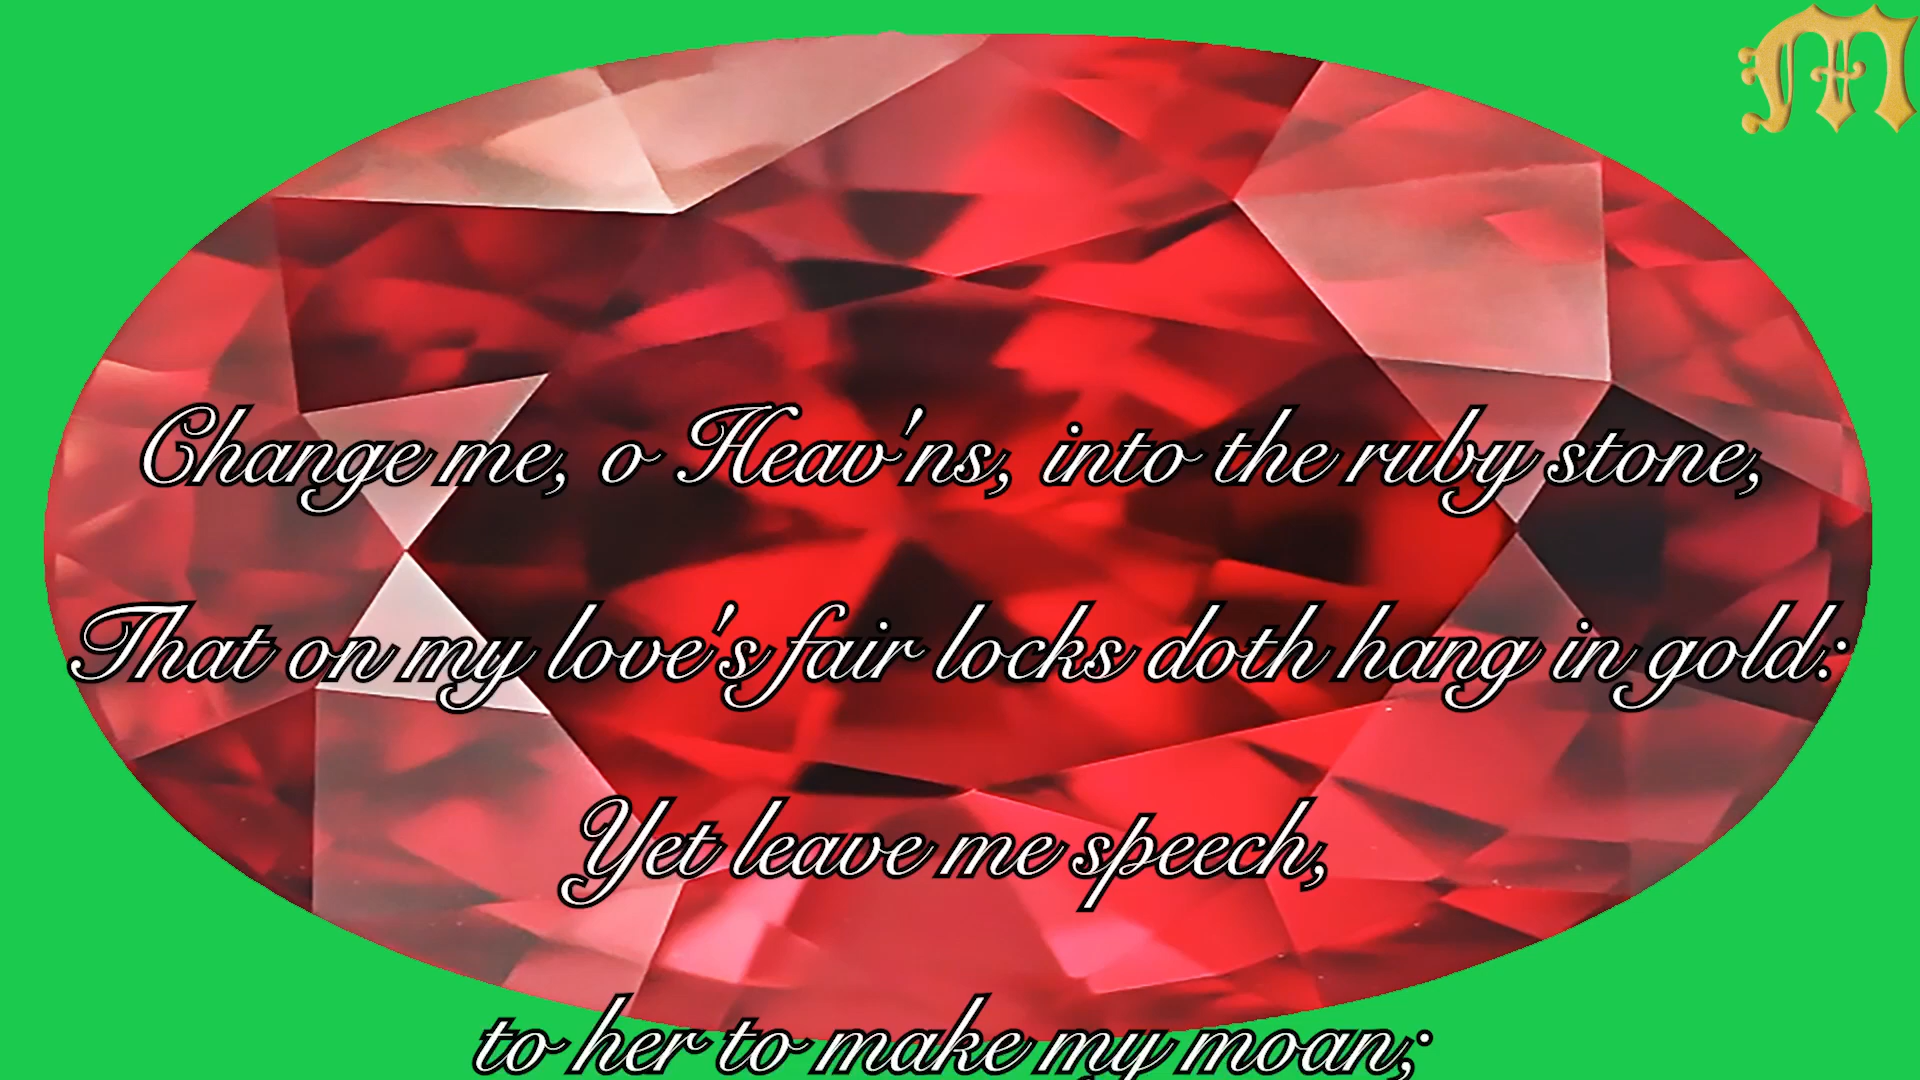 M
Change me, o Heav'ns, into the ruby stone,
That on my love's fair locks doth hang in gold:
Yet leave me speech,
to her to make my moan;